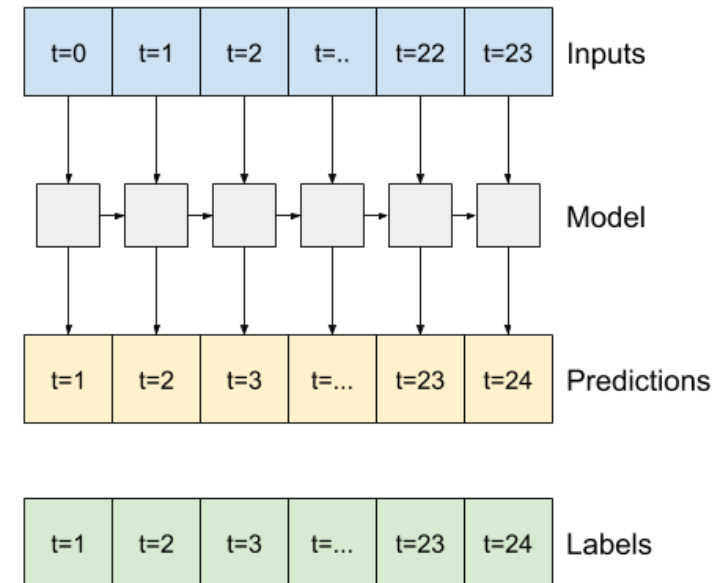 t=0 t=1 t=2 t=.. t=22 t=23 Inputs
Model
t=1 t=2 t=3 t=... t=23 t=24 Predictions
t=1 t=2 t=3 t=... t=23 t=24 Labels